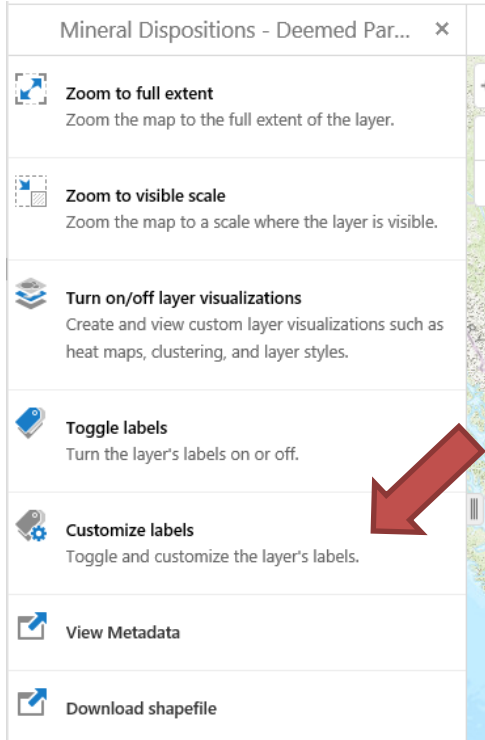 Mineral Dispositions - Deemed Par...
Zoom to full extent
Zoom the map to the full extent of the layer.
Zoom to visible scale
Zoom the map to a scale where the layer is visible.
Turn on/off layer visualizations
Create and view custom layer visualizations such as
heat maps, clustering, and layer styles.
Toggle labels
Turn the layer's labels on or off.
Customize labels
Toggle and customize the layer's labels.
View Metadata
Download shapefile